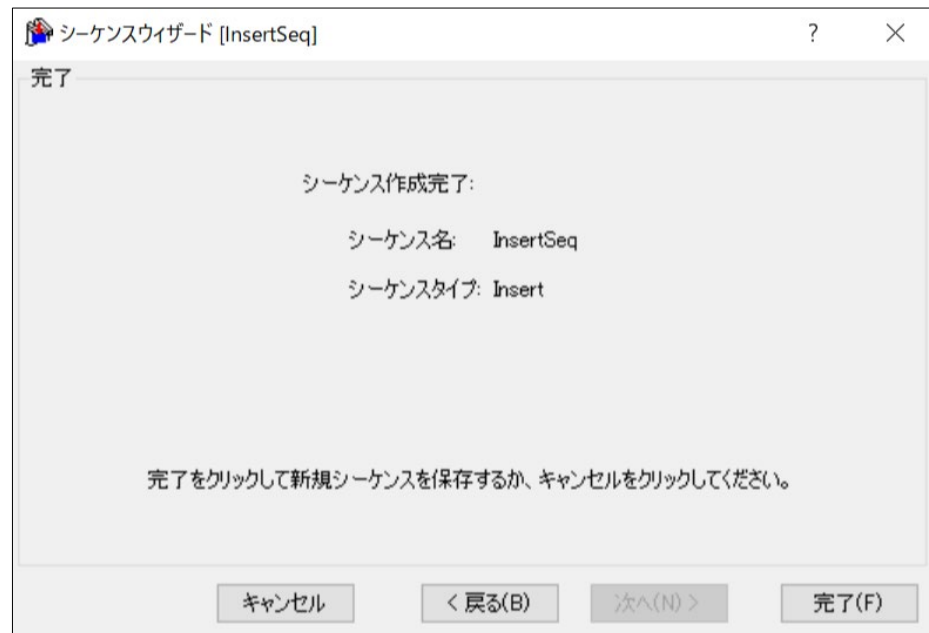 シーケンスウィザード [InsertSeq] ?
完了
シーケンス作成完了:
シーケンス名: InsertSeq
シーケンスタイプ: Insert
完了をクリックして新規シーケンスを保存するか、キャンセルをクリックしてください。
キャンセル < 戻る(B) 次へ(N) > 完了(F)